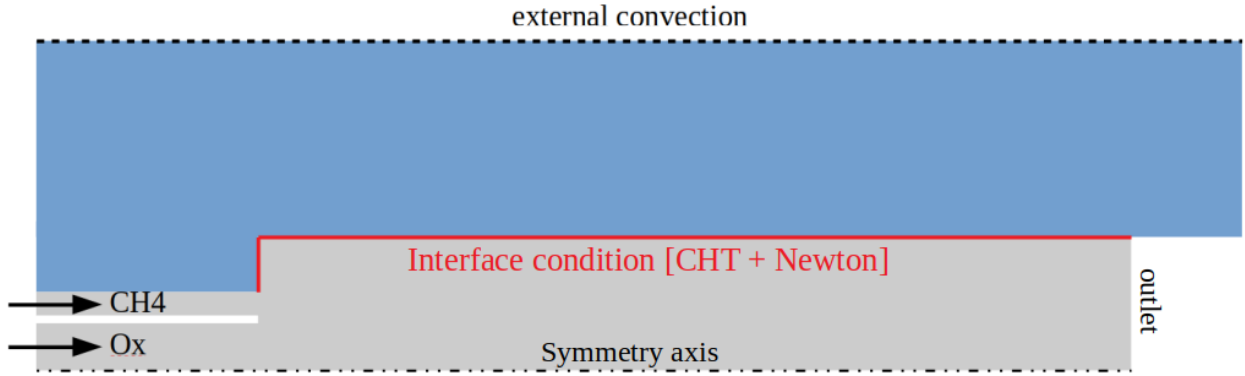 external convection
Interface condition [CHT + Newton]
CH4
outlet
Ox
Symmetry axis